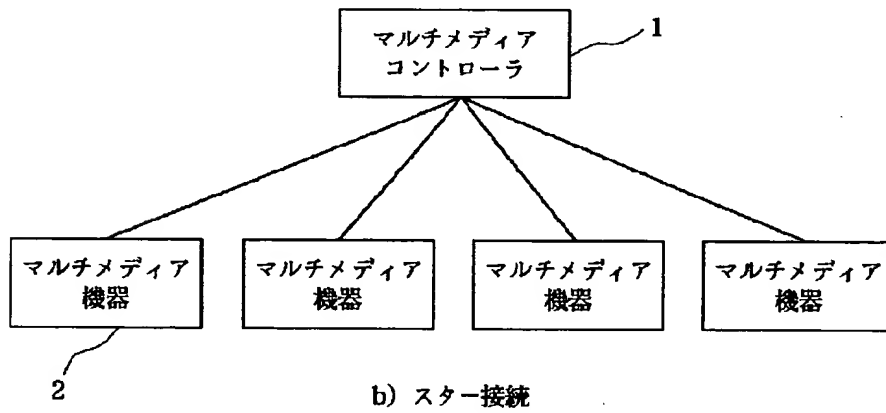 マルチメディア
コントローラ
1
マルチメディア
機器
マルチメディア
機器
マルチメディア
機器
マルチメディア
機器
2
b) スター接続